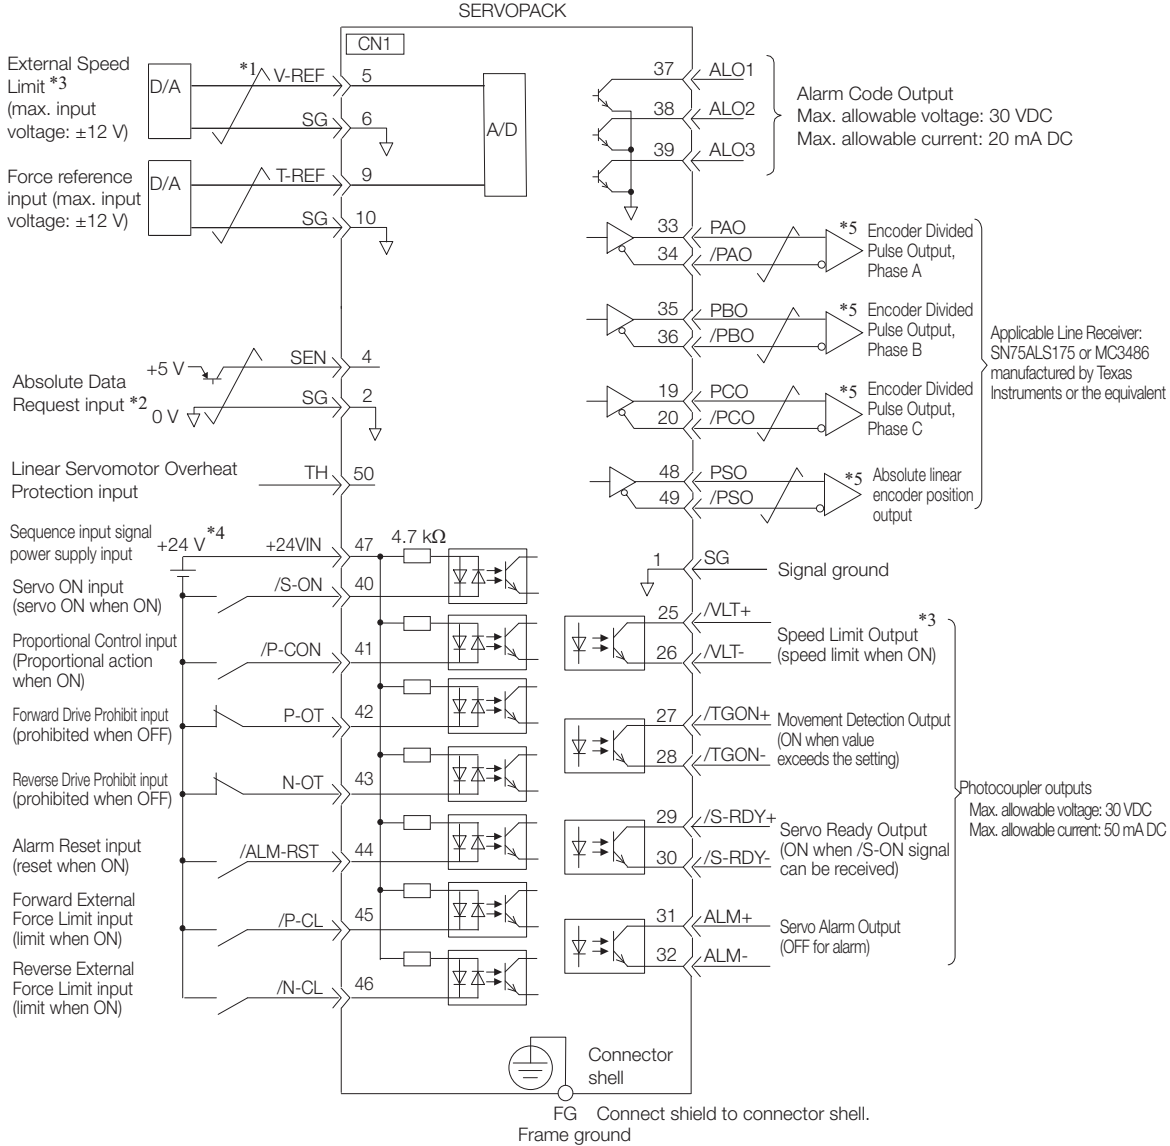 SERVOPACK
CN1
External Speed
Limit *3
(max. input
voltage: ±12 V)
D/A
*1
V-REF
5
SG
6
A/D
Force reference
input (max. input
voltage: ±12 V)
D/A
T-REF
9
SG
10
Absolute Data
Request input *2
+5 V
0 V
SEN
4
SG
2
Linear Servomotor Overheat
Protection input
TH
50
Sequence input signal
power supply input
+24 V *4
+24VIN
47
4.7 kΩ
Servo ON input
(servo ON when ON)
/S-ON
40
Proportional Control input
(Proportional action
when ON)
/P-CON
41
Forward Drive Prohibit input
(prohibited when OFF)
P-OT
42
Reverse Drive Prohibit input
(prohibited when OFF)
N-OT
43
Alarm Reset input
(reset when ON)
/ALM-RST
44
Forward External
Force Limit input
(limit when ON)
/P-CL
45
Reverse External
Force Limit input
(limit when ON)
/N-CL
46
37
ALO1
38
ALO2
39
ALO3
Alarm Code Output
Max. allowable voltage: 30 VDC
Max. allowable current: 20 mA DC
33
PAO
34
/PAO
*5
Encoder Divided
Pulse Output,
Phase A
35
PBO
36
/PBO
*5
Encoder Divided
Pulse Output,
Phase B
19
PCO
20
/PCO
*5
Encoder Divided
Pulse Output,
Phase C
48
PSO
49
/PSO
*5
Absolute linear
encoder position
output
Applicable Line Receiver:
SN75ALS175 or MC3486
manufactured by Texas
Instruments or the equivalent
1
SG
Signal ground
25
/VLT+
26
/VLT-
Speed Limit Output *3
(speed limit when ON)
27
/TGON+
28
/TGON-
Movement Detection Output
(ON when value
exceeds the setting)
29
/S-RDY+
30
/S-RDY-
Servo Ready Output
(ON when /S-ON signal
can be received)
31
ALM+
32
ALM-
Servo Alarm Output
(OFF for alarm)
Photocoupler outputs
Max. allowable voltage: 30 VDC
Max. allowable current: 50 mA DC
Connector
shell
FG
Connect shield to connector shell.
Frame ground